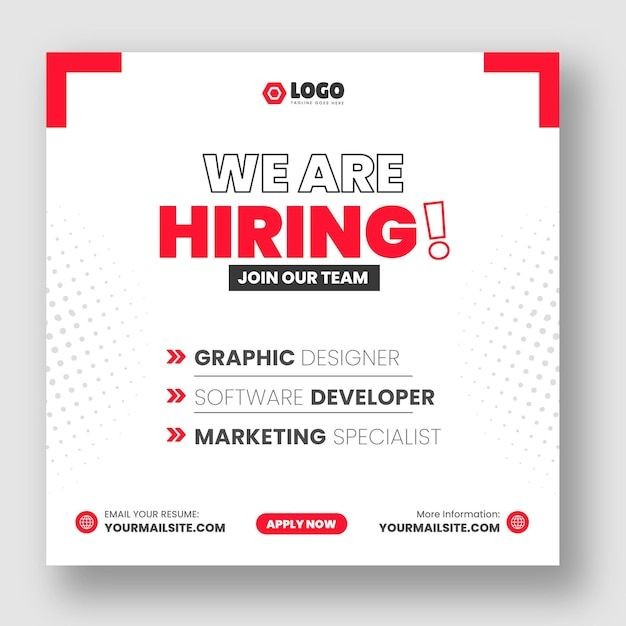 LOGO
TAGLINE GOES HERE
WE ARE
HIRING!
JOIN OUR TEAM
GRAPHIC DESIGNER
SOFTWARE DEVELOPER
MARKETING SPECIALIST
EMAIL YOUR RESUME:
YOURMAILSITE.COM
APPLY NOW
More Information:
YOURMAILSITE.COM